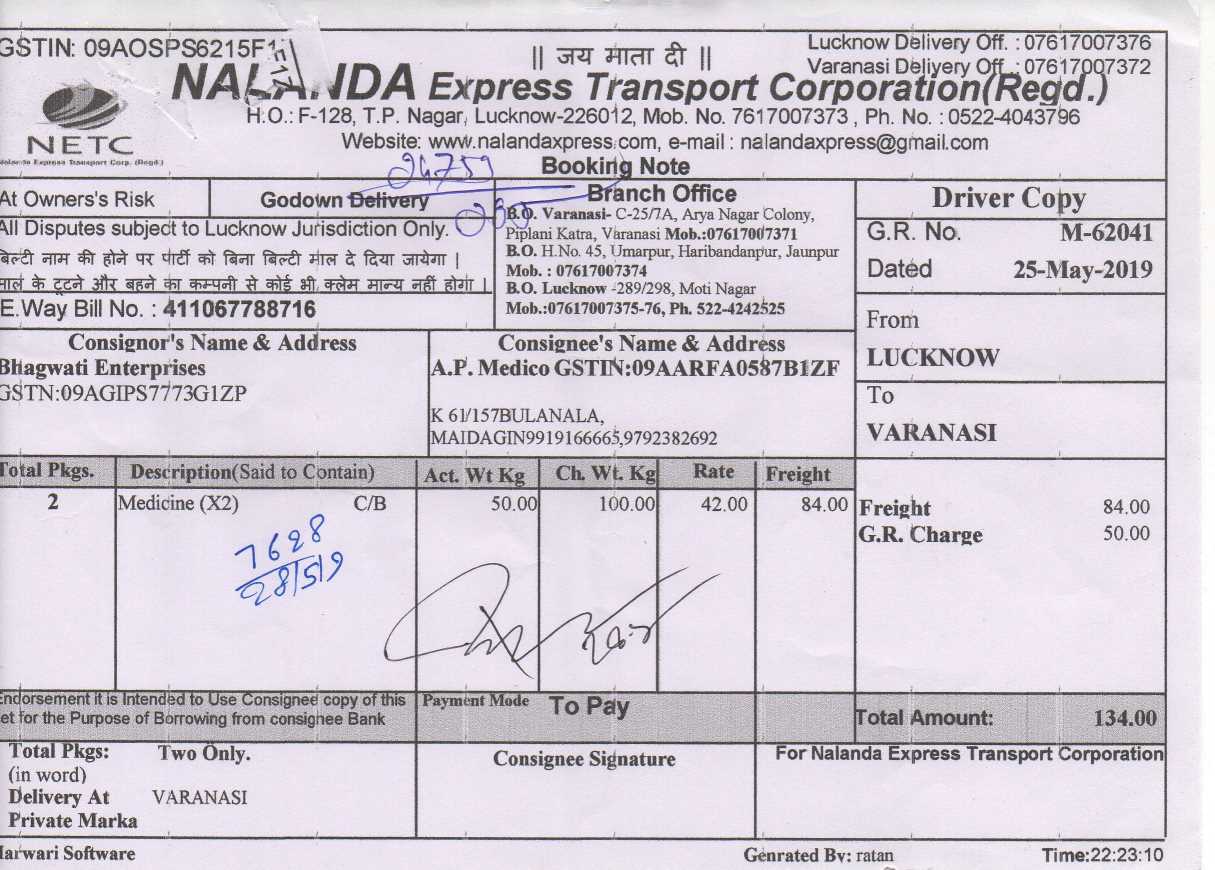 GSTIN: 09AOSPS6215F1
|| जय माता दी ||
Lucknow Delivery Off. : 07617007376
Varanasi Delivery Off. : 07617007372
NALANDA Express Transport Corporation(Regd.)
NETC
Nalanda Express Transport Corp. (Regd.)
H.O.: F-128, T.P. Nagar, Lucknow-226012, Mob. No. 7617007373 , Ph. No. : 0522-4043796
Website: www.nalandaxpress.com, e-mail : nalandaxpress@gmail.com
Booking Note
At Owners's Risk
Godown Delivery
All Disputes subject to Lucknow Jurisdiction Only.
बिल्टी नाम की होने पर पार्टी को बिना बिल्टी माल दे दिया जायेगा |
माल के टूटने और बहने का कम्पनी से कोई भी क्लेम मान्य नहीं होगा |
E.Way Bill No. : 411067788716
Branch Office
B.O. Varanasi- C-25/7A, Arya Nagar Colony,
Piplani Katra, Varanasi Mob.:07617007371
B.O. H.No. 45, Umarpur, Haribandanpur, Jaunpur
Mob. : 07617007374
B.O. Lucknow -289/298, Moti Nagar
Mob.:07617007375-76, Ph. 522-4242525
Driver Copy
G.R. No. M-62041
Dated 25-May-2019
From
LUCKNOW
To
VARANASI
Consignor's Name & Address
Bhagwati Enterprises
GSTN:09AGIPS7773G1ZP
Consignee's Name & Address
A.P. Medico GSTIN:09AARFA0587B1ZF
K 61/157BULANALA,
MAIDAGIN9919166665,9792382692
Total Pkgs. Description(Said to Contain) Act. Wt Kg Ch. Wt. Kg Rate Freight
2 Medicine (X2) C/B 50.00 100.00 42.00 84.00
Freight 84.00
G.R. Charge 50.00
7628
28/5/9
Endorsement it is Intended to Use Consignee copy of this
set for the Purpose of Borrowing from consignee Bank
Payment Mode To Pay
Total Amount: 134.00
Total Pkgs: Two Only.
(in word)
Delivery At VARANASI
Private Marka
Consignee Signature
For Nalanda Express Transport Corporation
Marwari Software
Genrated By: ratan
Time:22:23:10